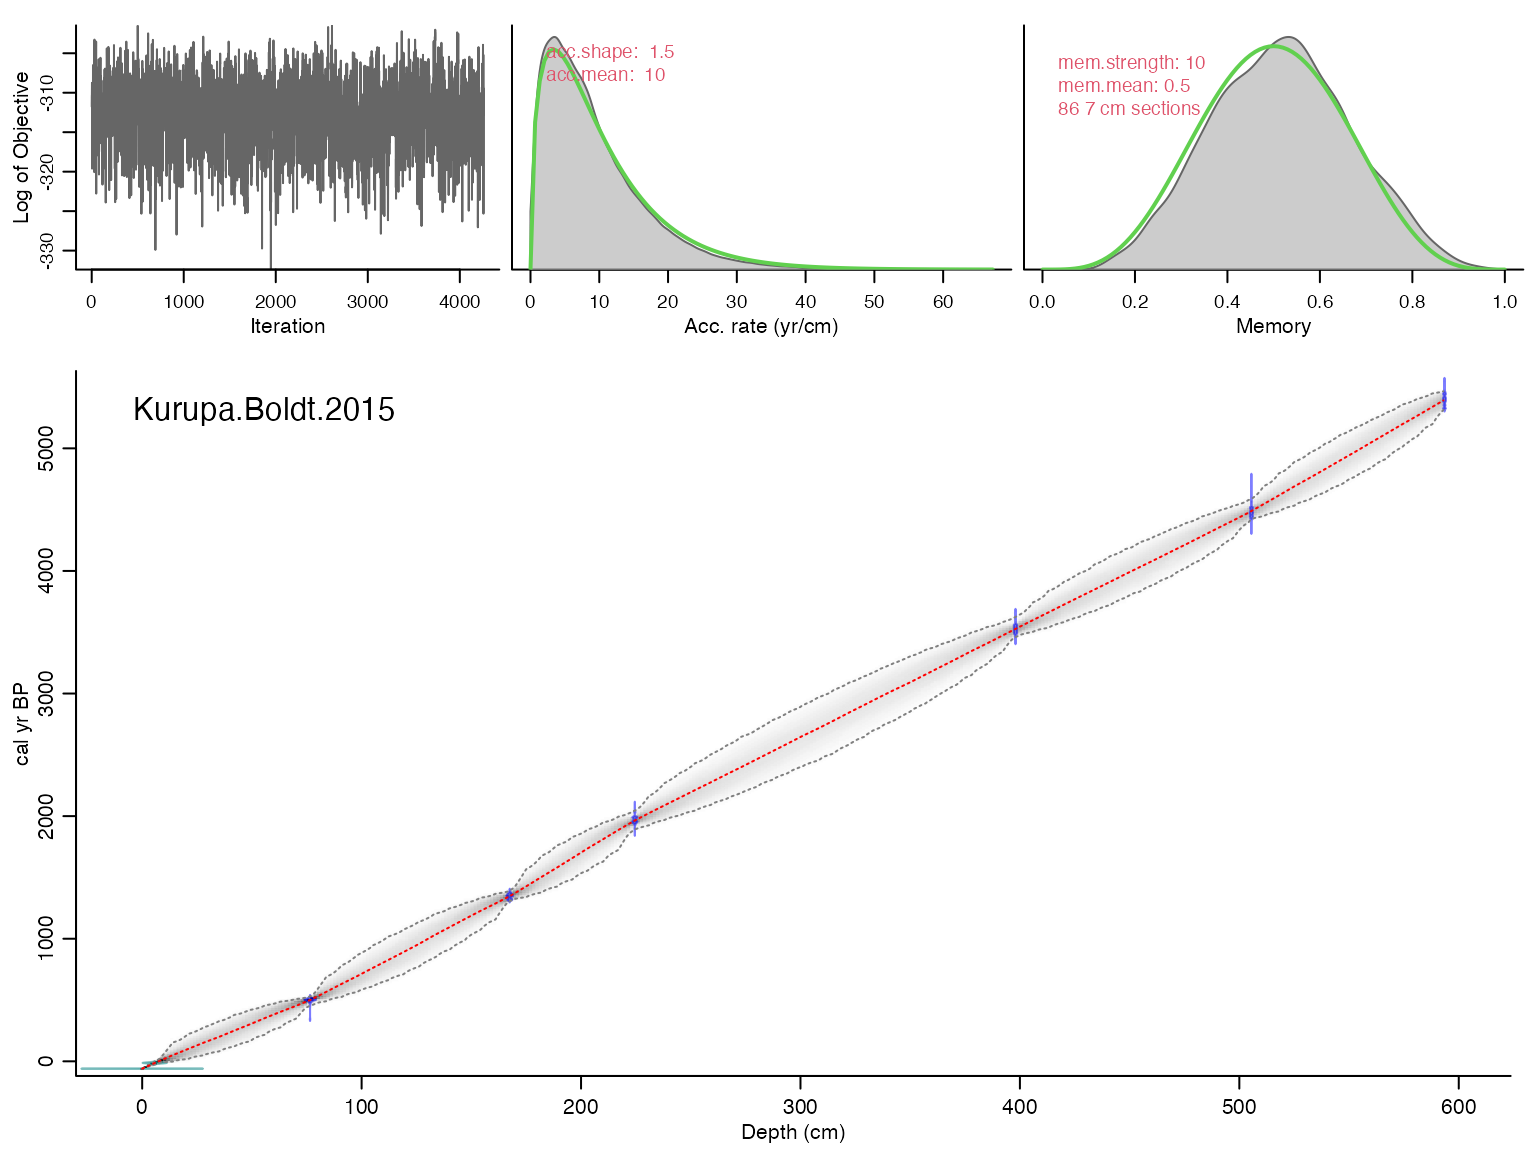 Log of Objective
-330
-320
-310
0 1000 2000 3000 4000
Iteration
acc.shape: 1.5
acc.mean: 10
0 10 20 30 40 50 60
Acc. rate (yr/cm)
mem.strength: 10
mem.mean: 0.5
86 7 cm sections
0.0 0.2 0.4 0.6 0.8 1.0
Memory
Kurupa.Boldt.2015
cal yr BP
0 1000 2000 3000 4000 5000
0 100 200 300 400 500 600
Depth (cm)